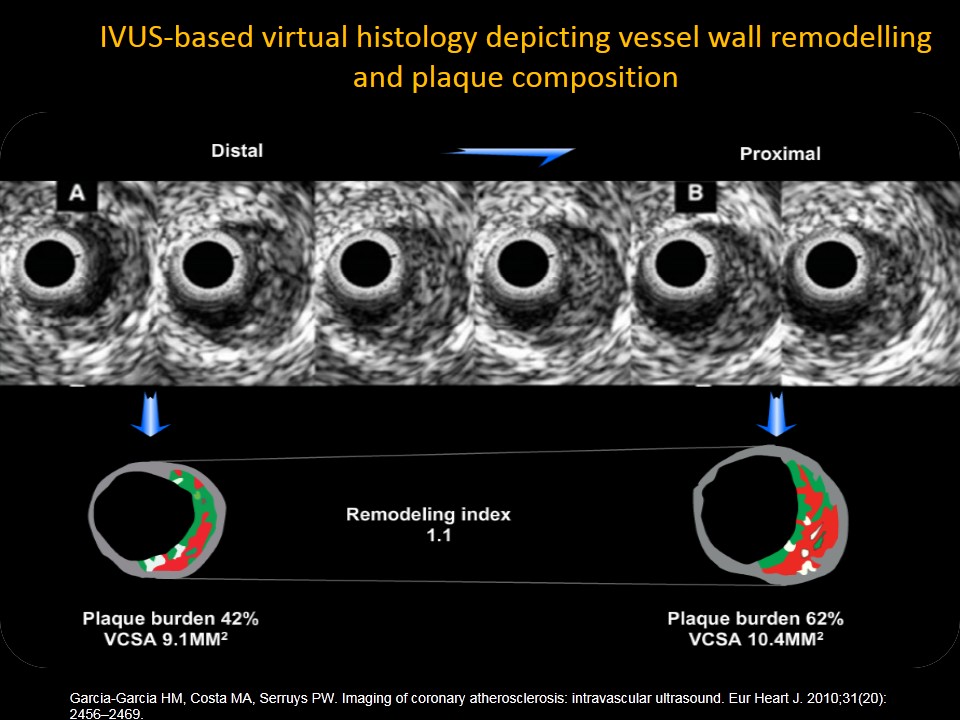 IVUS-based virtual histology depicting vessel wall remodelling
and plaque composition
Distal
Proximal
A
B
Remodeling index
1.1
Plaque burden 42%
VCSA 9.1MM²
Plaque burden 62%
VCSA 10.4MM²
Garcia-Garcia HM, Costa MA, Serruys PW. Imaging of coronary atherosclerosis: intravascular ultrasound. Eur Heart J. 2010;31(20):
2456–2469.